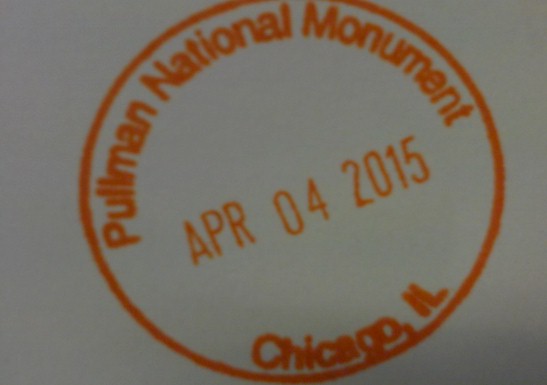 Pullman National Monument
APR 04 2015
Chicago, IL